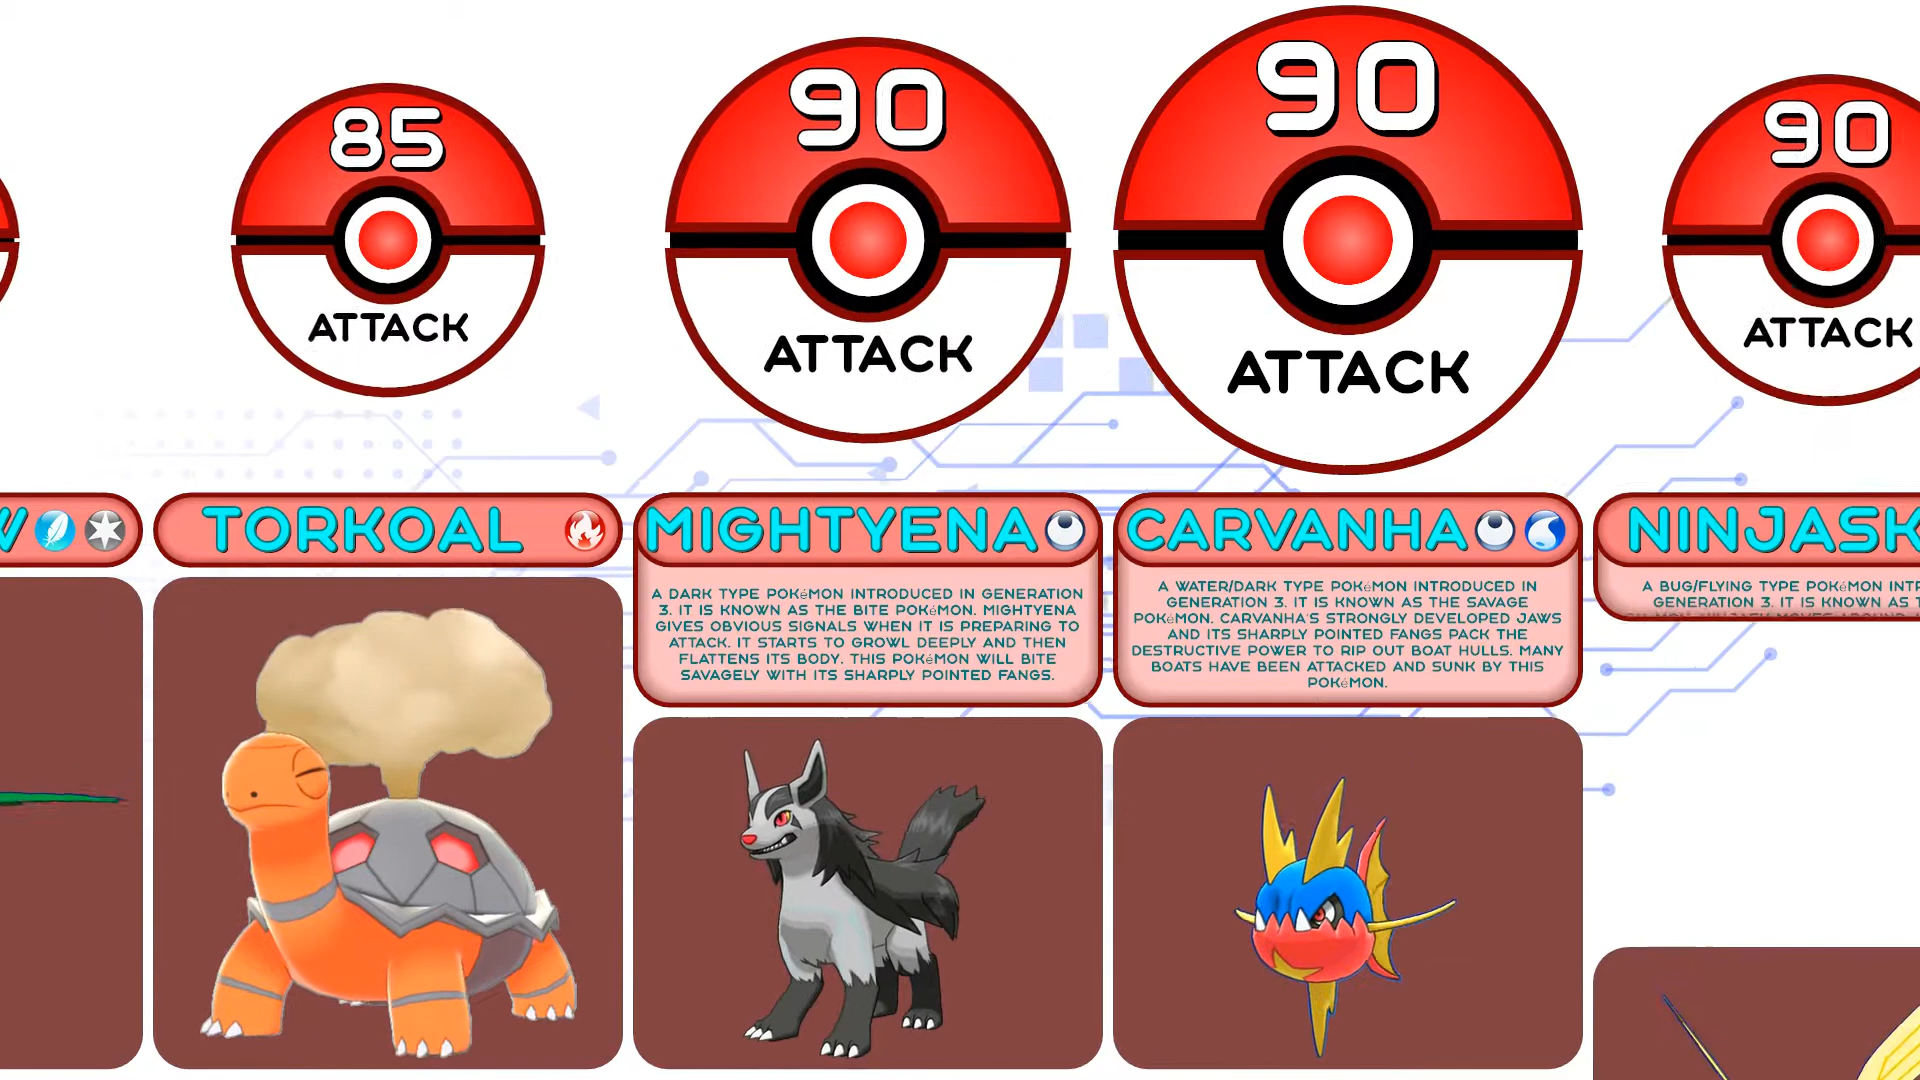 85
ATTACK
90
ATTACK
90
ATTACK
90
ATTACK
TORKOAL
MIGHTYENA
A DARK TYPE POKéMON INTRODUCED IN GENERATION
3. IT IS KNOWN AS THE BITE POKéMON. MIGHTYENA
GIVES OBVIOUS SIGNALS WHEN IT IS PREPARING TO
ATTACK. IT STARTS TO GROWL DEEPLY AND THEN
FLATTENS ITS BODY. THIS POKéMON WILL BITE
SAVAGELY WITH ITS SHARPLY POINTED FANGS.
CARVANHA
A WATER/DARK TYPE POKéMON INTRODUCED IN
GENERATION 3. IT IS KNOWN AS THE SAVAGE
POKéMON. CARVANHA'S STRONGLY DEVELOPED JAWS
AND ITS SHARPLY POINTED FANGS PACK THE
DESTRUCTIVE POWER TO RIP OUT BOAT HULLS. MANY
BOATS HAVE BEEN ATTACKED AND SUNK BY THIS
POKéMON.
NINJASK
A BUG/FLYING TYPE POKéMON INTR
GENERATION 3. IT IS KNOWN AS T